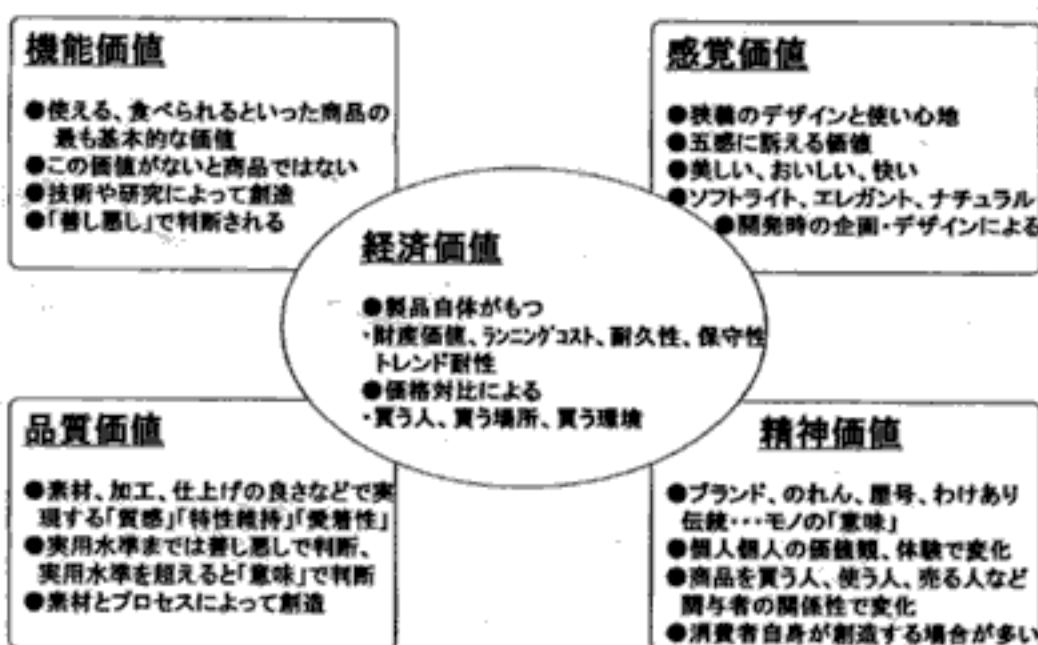 機能価値
●使える、食べられるといった商品の
最も基本的な価値
●この価値がないと商品ではない
●技術や研究によって創造
●「善し悪し」で判断される
感覚価値
●狭義のデザインと使い心地
●五感に訴える価値
●美しい、おいしい、快い
●ソフトライト、エレガント、ナチュラル
●開発時の企画・デザインによる
経済価値
●製品自体がもつ
・財産価値、ランニングコスト、耐久性、保守性
トレンド耐性
●価格対比による
・買う人、買う場所、買う環境
品質価値
●素材、加工、仕上げの良さなどで実
現する「質感」「特性維持」「愛着性」
●実用水準までは善し悪しで判断、
実用水準を超えると「意味」で判断
●素材とプロセスによって創造
精神価値
●ブランド、のれん、屋号、わけあり
伝統・・・モノの「意味」
●個人個人の価値観、体験で変化
●商品を買う人、使う人、売る人など
関与者の関係性で変化
●消費者自身が創造する場合が多い